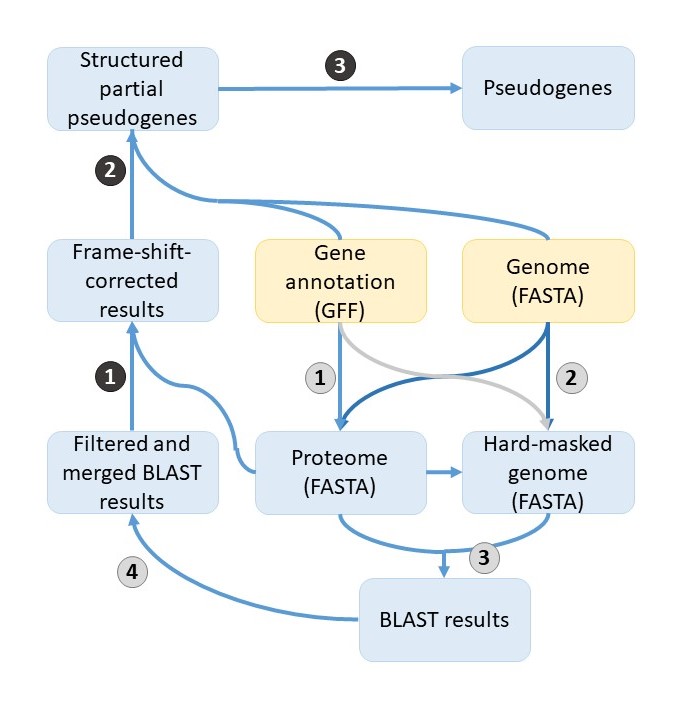 Structured
partial
pseudogenes
3
Pseudogenes
2
Frame-shift-
corrected
results
Gene
annotation
(GFF)
Genome
(FASTA)
1
1
2
Filtered and
merged BLAST
results
Proteome
(FASTA)
Hard-masked
genome
(FASTA)
4
3
BLAST results